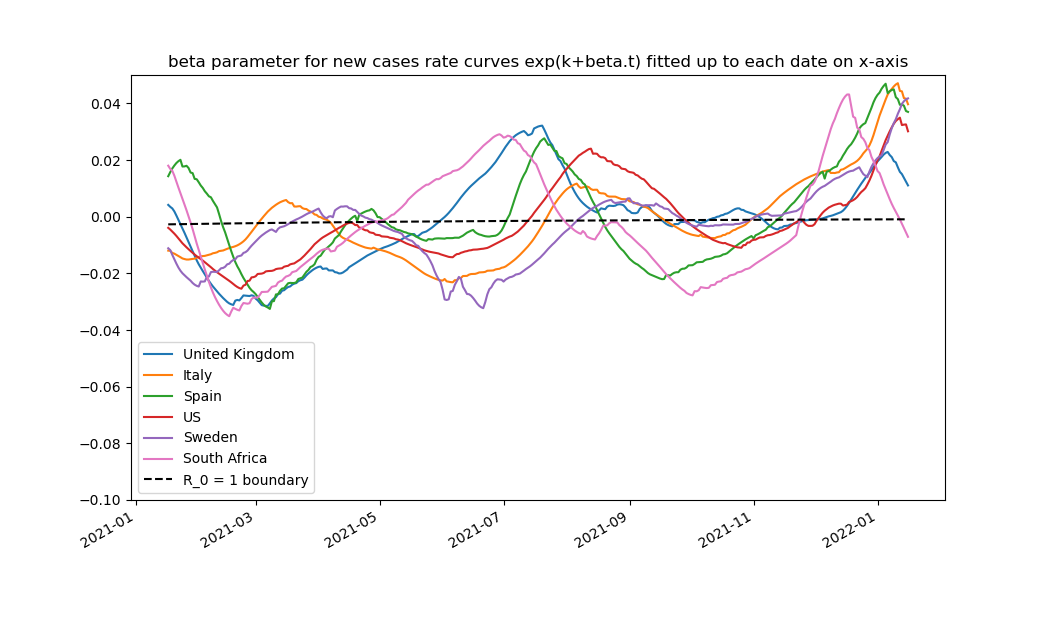 beta parameter for new cases rate curves exp(k+beta.t) fitted up to each date on x-axis
0.04
0.02
0.00
−0.02
−0.04
−0.06
−0.08
−0.10
United Kingdom
Italy
Spain
US
Sweden
South Africa
R_0 = 1 boundary
2021-01
2021-03
2021-05
2021-07
2021-09
2021-11
2022-01